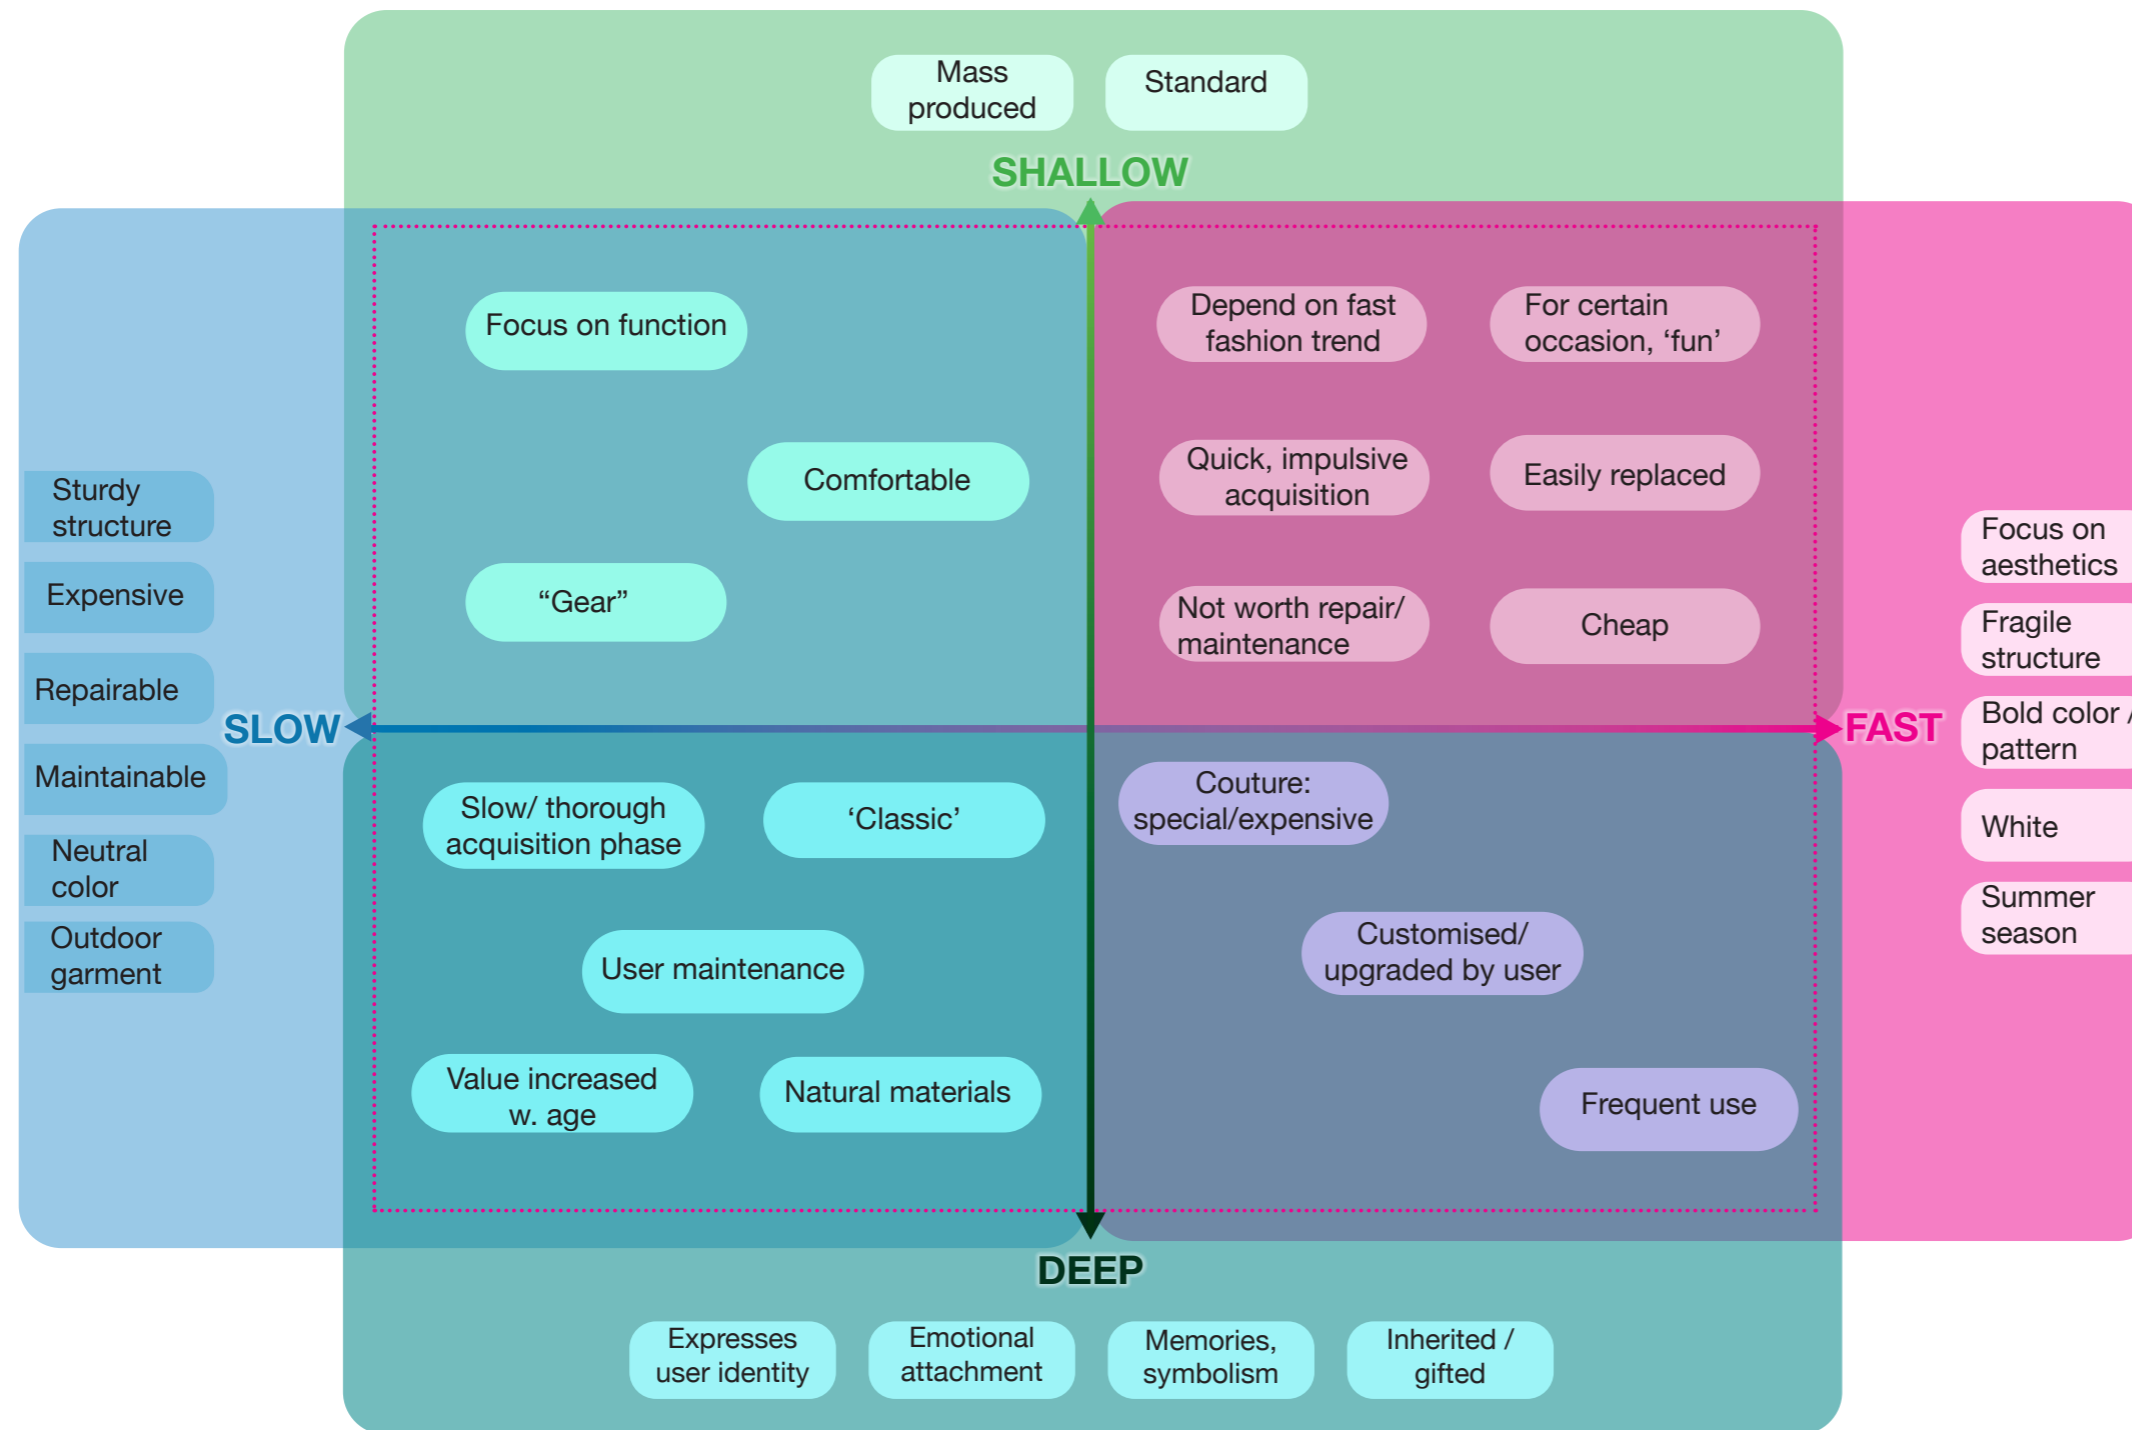 Mass
produced
Standard
SHALLOW
Focus on function
Comfortable
“Gear”
Depend on fast
fashion trend
For certain
occasion, ‘fun’
Quick, impulsive
acquisition
Easily replaced
Not worth repair/
maintenance
Cheap
Sturdy
structure
Expensive
Repairable
Maintainable
Neutral
color
Outdoor
garment
SLOW
FAST
Focus on
aesthetics
Fragile
structure
Bold color /
pattern
White
Summer
season
Slow/ thorough
acquisition phase
‘Classic’
User maintenance
Value increased
w. age
Natural materials
Couture:
special/expensive
Customised/
upgraded by user
Frequent use
DEEP
Expresses
user identity
Emotional
attachment
Memories,
symbolism
Inherited /
gifted